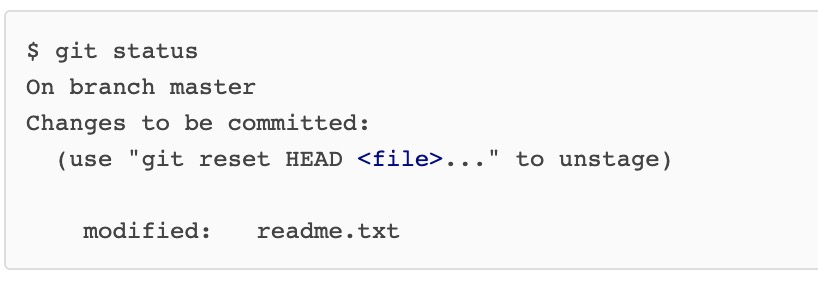 $ git status
On branch master
Changes to be committed:
  (use "git reset HEAD <file>..." to unstage)

    modified:   readme.txt